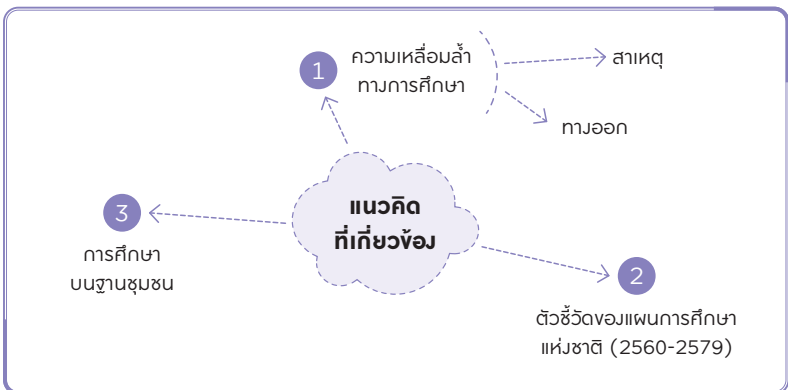 1
ความเหลื่อมล้ำ
ทางการศึกษา
สาเหตุ
ทางออก
แนวคิด
ที่เกี่ยวข้อง
3
การศึกษา
บนฐานชุมชน
2
ตัวชี้วัดของแผนการศึกษา
แห่งชาติ (2560-2579)